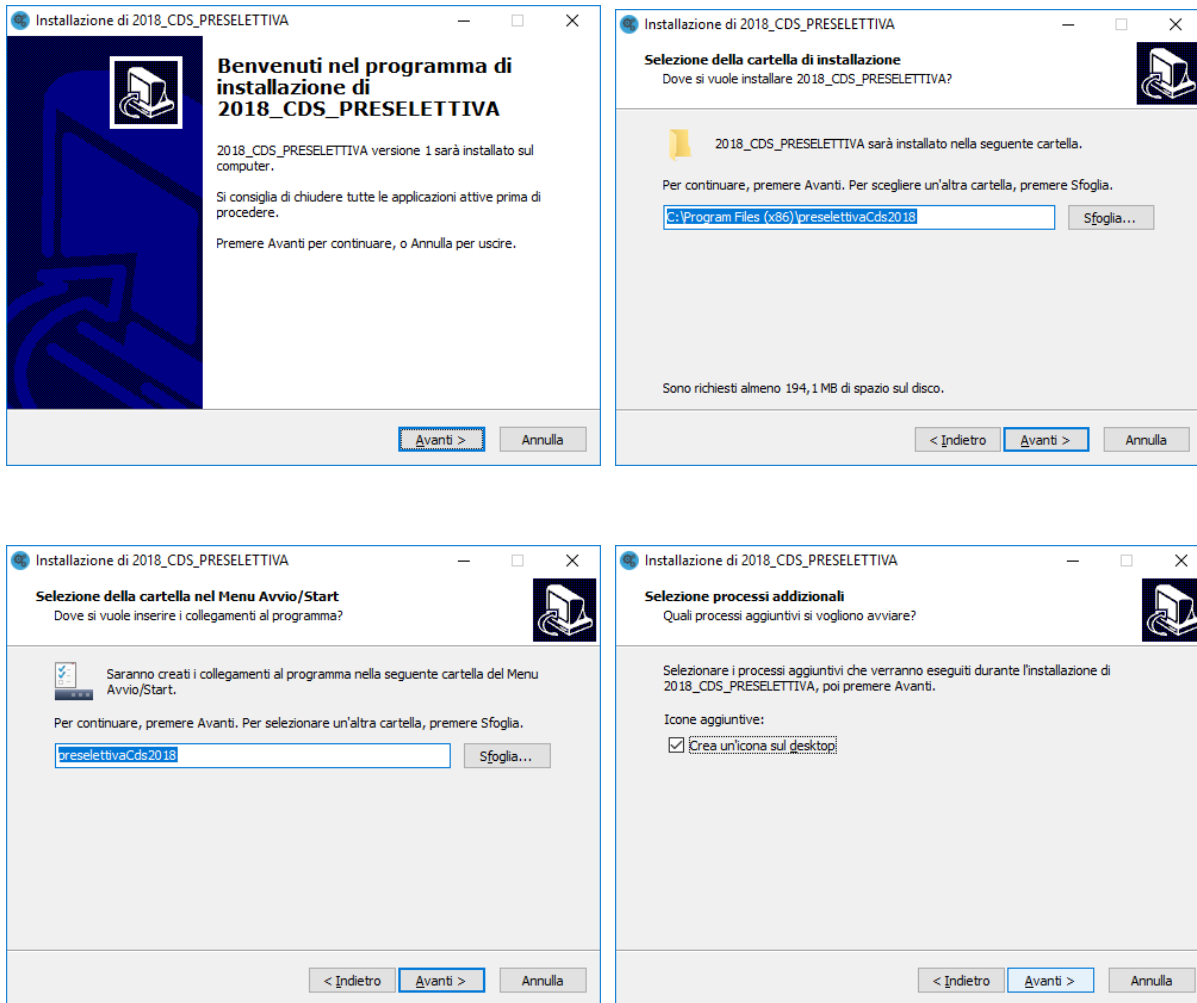 Installazione di 2018_CDS_PRESELETTIVA
Benvenuti nel programma di
installazione di
2018_CDS_PRESELETTIVA
2018_CDS_PRESELETTIVA versione 1 sarà installato sul
computer.
Si consiglia di chiudere tutte le applicazioni attive prima di
procedere.
Premere Avanti per continuare, o Annulla per uscire.
Avanti >
Annulla
Installazione di 2018_CDS_PRESELETTIVA
Selezione della cartella di installazione
Dove si vuole installare 2018_CDS_PRESELETTIVA?
2018_CDS_PRESELETTIVA sarà installato nella seguente cartella.
Per continuare, premere Avanti. Per scegliere un'altra cartella, premere Sfoglia.
C:\Program Files (x86)\preselettivaCds2018
Sfoglia...
Sono richiesti almeno 194,1 MB di spazio sul disco.
< Indietro
Avanti >
Annulla
Installazione di 2018_CDS_PRESELETTIVA
Selezione della cartella nel Menu Avvio/Start
Dove si vuole inserire i collegamenti al programma?
Saranno creati i collegamenti al programma nella seguente cartella del Menu
Avvio/Start.
Per continuare, premere Avanti. Per selezionare un'altra cartella, premere Sfoglia.
preselettivaCds2018
Sfoglia...
< Indietro
Avanti >
Annulla
Installazione di 2018_CDS_PRESELETTIVA
Selezione processi addizionali
Quali processi aggiuntivi si vogliono avviare?
Selezionare i processi aggiuntivi che verranno eseguiti durante l'installazione di
2018_CDS_PRESELETTIVA, poi premere Avanti.
Icone aggiuntive:
Crea un'icona sul desktop
< Indietro
Avanti >
Annulla